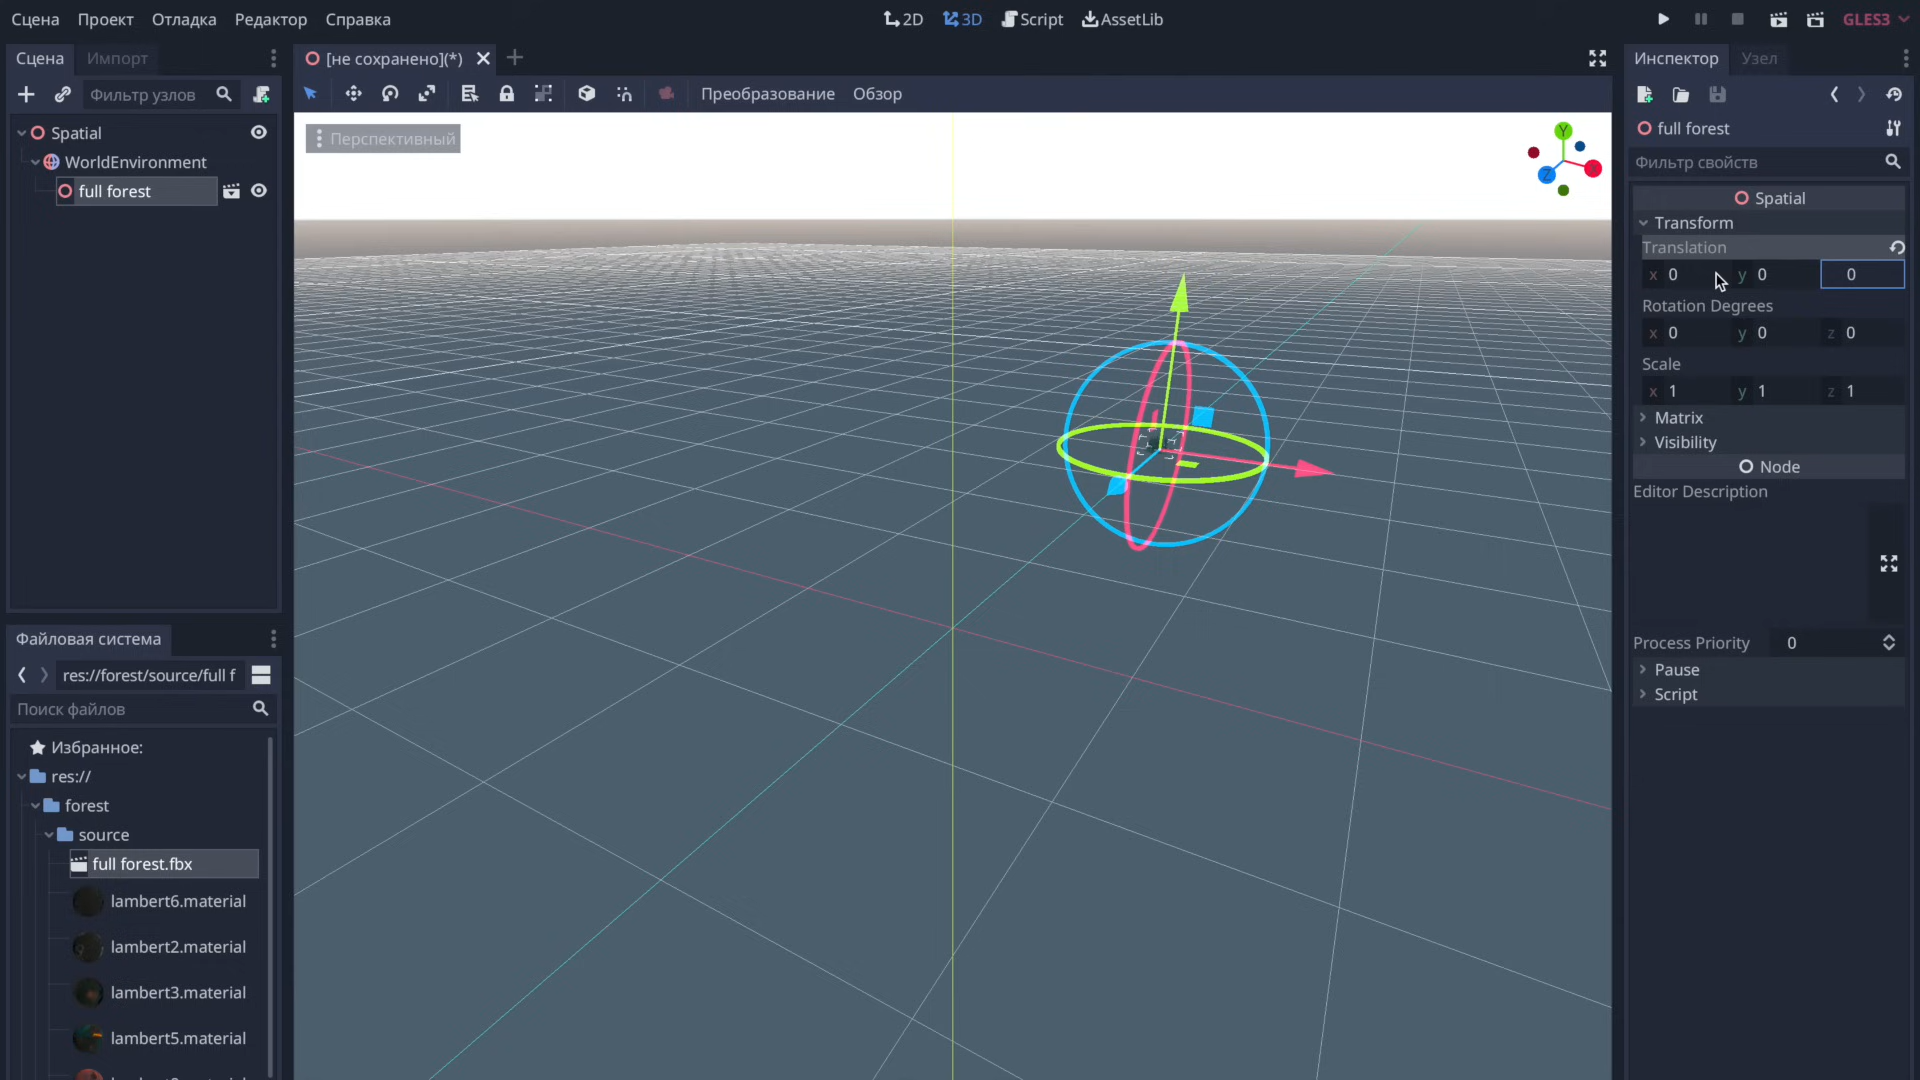 Сцена Проект Отладка Редактор Справка
2D 3D Script AssetLib
GLES3
Сцена Импорт
[не сохранено](*)
Инспектор Узел
Фильтр узлов
Преобразование Обзор
Spatial
WorldEnvironment
full forest
Перспективный
Y
X
Z
full forest
Фильтр свойств
Spatial
Transform
Translation
x 0 y 0 0
Rotation Degrees
x 0 y 0 z 0
Scale
x 1 y 1 z 1
Matrix
Visibility
Node
Editor Description
Process Priority 0
Pause
Script
Файловая система
res://forest/source/full f
Поиск файлов
Избранное:
res://
forest
source
full forest.fbx
lambert6.material
lambert2.material
lambert3.material
lambert5.material